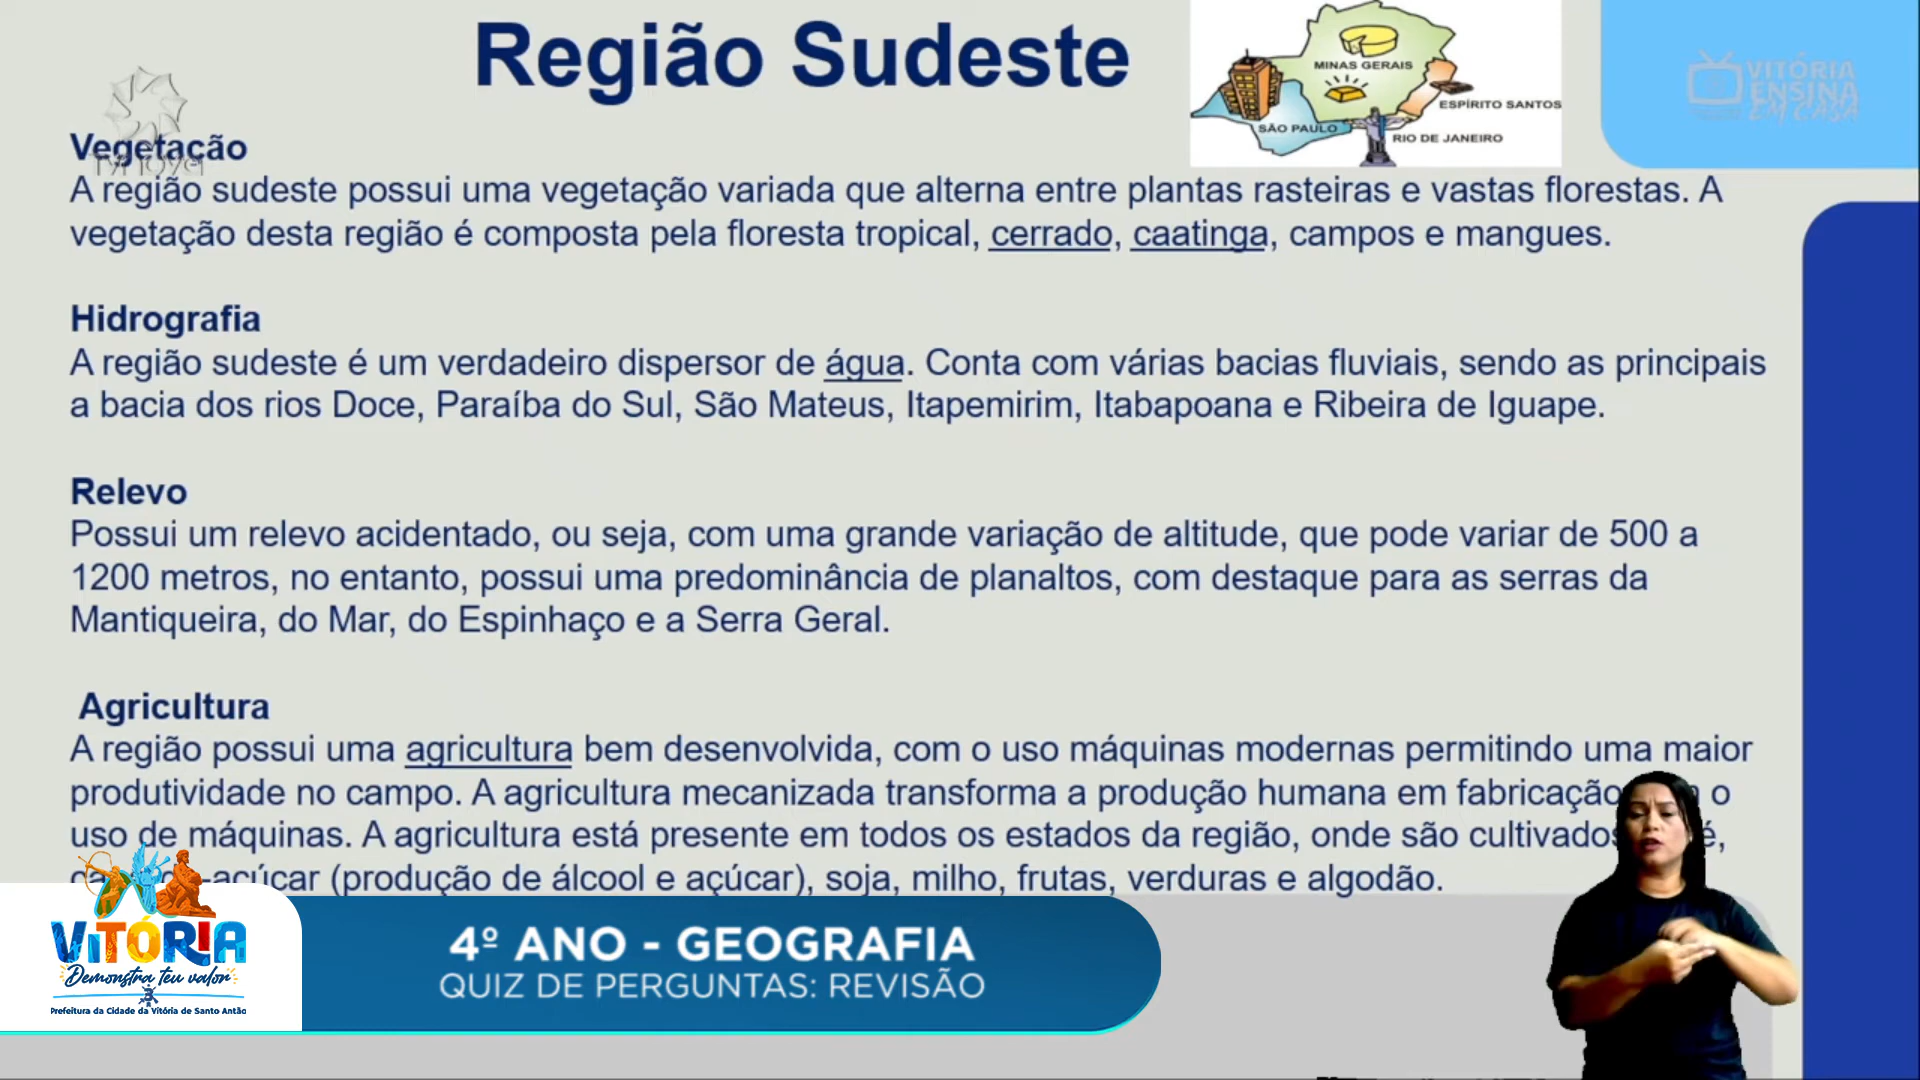 Região Sudeste
MINAS GERAIS
ESPÍRITO SANTOS
SÃO PAULO
RIO DE JANEIRO
VITÓRIA
ENSINA
EM CASA
Vegetação
A região sudeste possui uma vegetação variada que alterna entre plantas rasteiras e vastas florestas. A
vegetação desta região é composta pela floresta tropical, cerrado, caatinga, campos e mangues.
Hidrografia
A região sudeste é um verdadeiro dispersor de água. Conta com várias bacias fluviais, sendo as principais
a bacia dos rios Doce, Paraíba do Sul, São Mateus, Itapemirim, Itabapoana e Ribeira de Iguape.
Relevo
Possui um relevo acidentado, ou seja, com uma grande variação de altitude, que pode variar de 500 a
1200 metros, no entanto, possui uma predominância de planaltos, com destaque para as serras da
Mantiqueira, do Mar, do Espinhaço e a Serra Geral.
Agricultura
A região possui uma agricultura bem desenvolvida, com o uso máquinas modernas permitindo uma maior
produtividade no campo. A agricultura mecanizada transforma a produção humana em fabricação o
uso de máquinas. A agricultura está presente em todos os estados da região, onde são cultivados
-açúcar (produção de álcool e açúcar), soja, milho, frutas, verduras e algodão.
VITÓRIA
Demonstra teu valor
Prefeitura da Cidade da Vitória de Santo Antão
4º ANO - GEOGRAFIA
QUIZ DE PERGUNTAS: REVISÃO